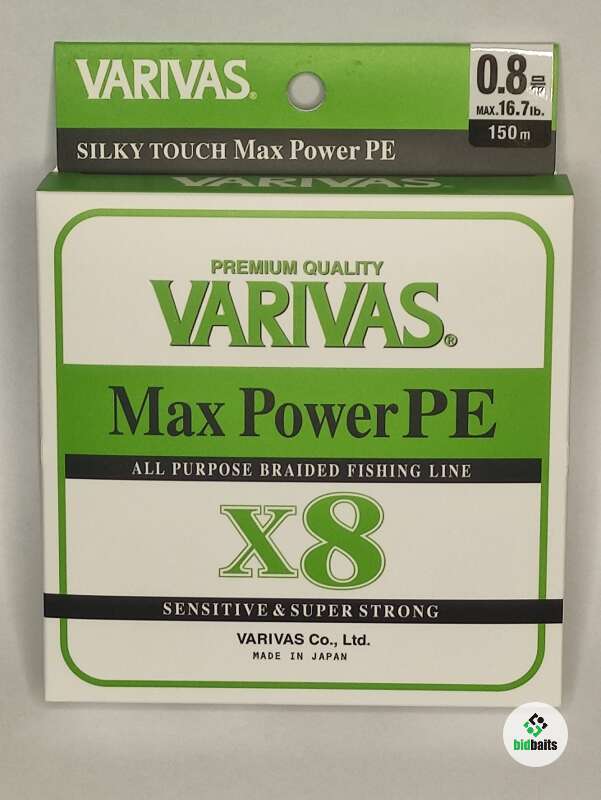 VARIVAS®
0.8号
MAX.16.7lb.
150m
SILKY TOUCH Max Power PE
VARIVAS
PREMIUM QUALITY
VARIVAS®
Max Power PE
ALL PURPOSE BRAIDED FISHING LINE
X8
SENSITIVE & SUPER STRONG
VARIVAS Co., Ltd.
MADE IN JAPAN
bidbaits